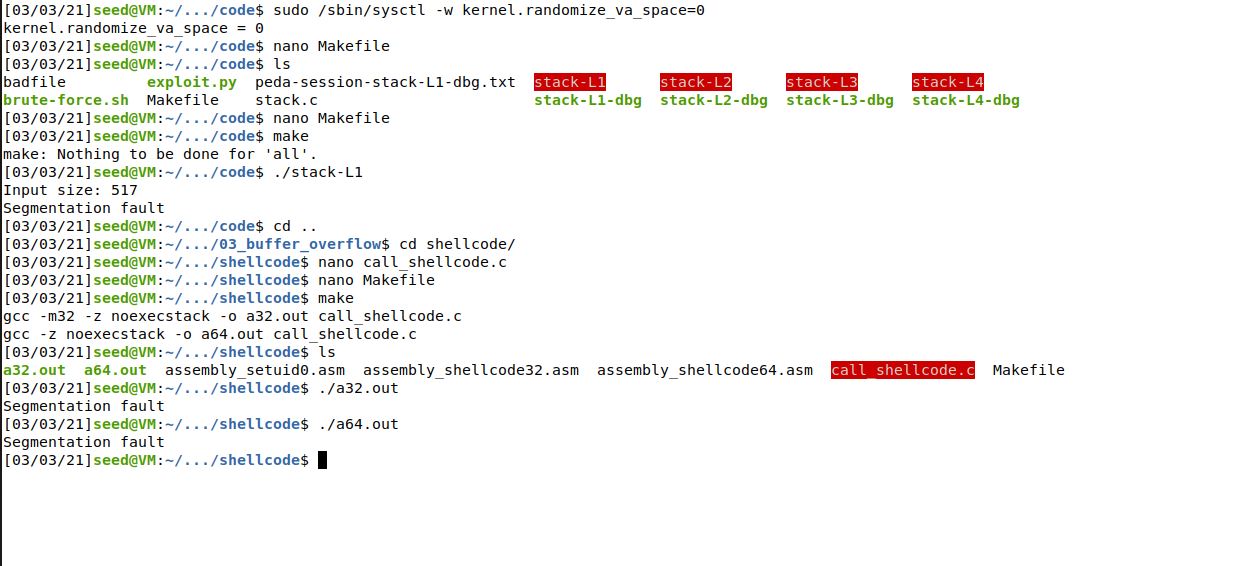 [03/03/21]seed@VM:~/.../code$ sudo /sbin/sysctl -w kernel.randomize_va_space=0
kernel.randomize_va_space = 0
[03/03/21]seed@VM:~/.../code$ nano Makefile
[03/03/21]seed@VM:~/.../code$ ls
badfile         exploit.py  peda-session-stack-L1-dbg.txt  stack-L1      stack-L2      stack-L3      stack-L4
brute-force.sh  Makefile    stack.c                        stack-L1-dbg  stack-L2-dbg  stack-L3-dbg  stack-L4-dbg
[03/03/21]seed@VM:~/.../code$ nano Makefile
[03/03/21]seed@VM:~/.../code$ make
make: Nothing to be done for 'all'.
[03/03/21]seed@VM:~/.../code$ ./stack-L1
Input size: 517
Segmentation fault
[03/03/21]seed@VM:~/.../code$ cd ..
[03/03/21]seed@VM:~/.../03_buffer_overflow$ cd shellcode/
[03/03/21]seed@VM:~/.../shellcode$ nano call_shellcode.c
[03/03/21]seed@VM:~/.../shellcode$ nano Makefile
[03/03/21]seed@VM:~/.../shellcode$ make
gcc -m32 -z noexecstack -o a32.out call_shellcode.c
gcc -z noexecstack -o a64.out call_shellcode.c
[03/03/21]seed@VM:~/.../shellcode$ ls
a32.out  a64.out  assembly_setuid0.asm  assembly_shellcode32.asm  assembly_shellcode64.asm  call_shellcode.c  Makefile
[03/03/21]seed@VM:~/.../shellcode$ ./a32.out
Segmentation fault
[03/03/21]seed@VM:~/.../shellcode$ ./a64.out
Segmentation fault
[03/03/21]seed@VM:~/.../shellcode$